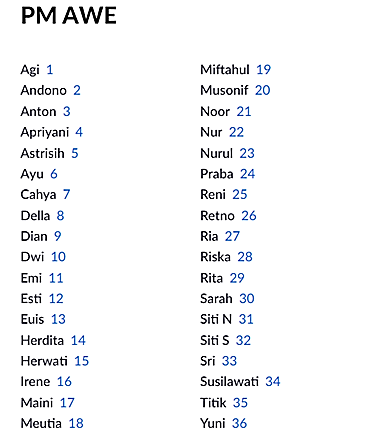 PM AWE
Agi 1
Andono 2
Anton 3
Apriyani 4
Astrisih 5
Ayu 6
Cahya 7
Della 8
Dian 9
Dwi 10
Emi 11
Esti 12
Euis 13
Herdita 14
Herwati 15
Irene 16
Maini 17
Meutia 18
Miftahul 19
Musonif 20
Noor 21
Nur 22
Nurul 23
Praba 24
Reni 25
Retno 26
Ria 27
Riska 28
Rita 29
Sarah 30
Siti N 31
Siti S 32
Sri 33
Susilawati 34
Titik 35
Yuni 36